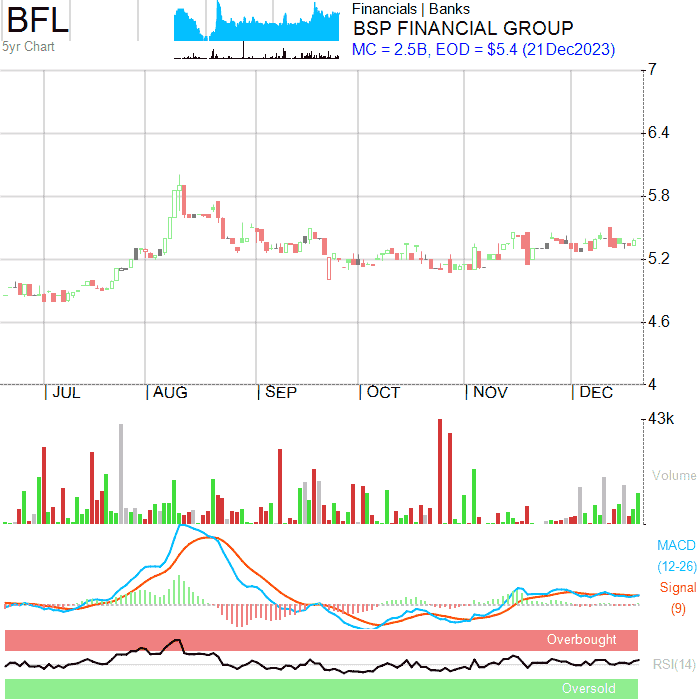 BFL
5yr Chart
Financials | Banks
BSP FINANCIAL GROUP
MC = 2.5B, EOD = $5.4 (21Dec2023)
7
6.4
5.8
5.2
4.6
4
JUL AUG SEP OCT NOV DEC
43k
Volume
MACD
(12-26)
Signal
(9)
Overbought
RSI(14)
Oversold